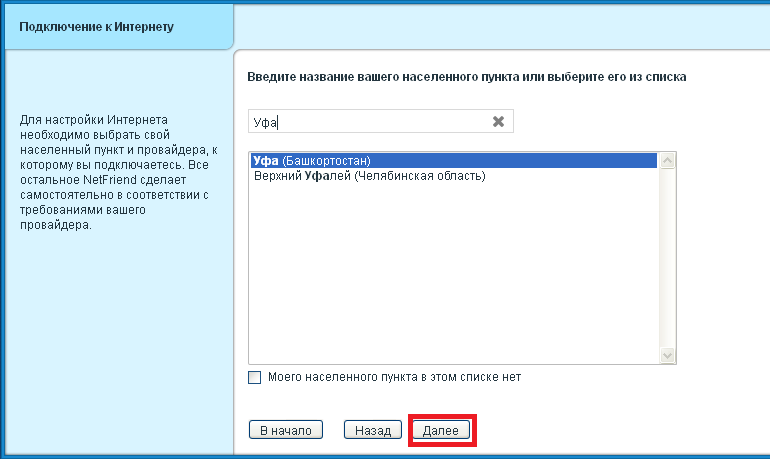 Подключение к Интернету
Для настройки Интернета
необходимо выбрать свой
населенный пункт и провайдера, к
которому вы подключаетесь. Все
остальное NetFriend сделает
самостоятельно в соответствии с
требованиями вашего
провайдера.
Введите название вашего населенного пункта или выберите его из списка
Уфа
Уфа (Башкортостан)
Верхний Уфалей (Челябинская область)
Моего населенного пункта в этом списке нет
В начало
Назад
Далее